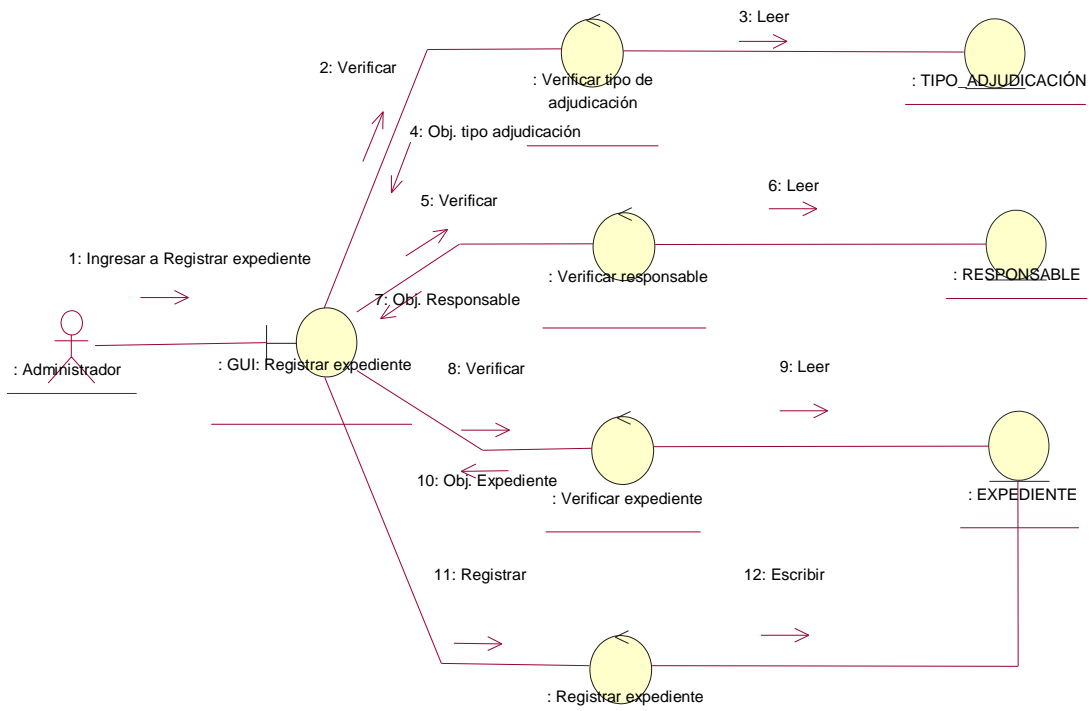 3: Leer
2: Verificar
: Verificar tipo de
adjudicación
: TIPO_ADJUDICACIÓN
4: Obj. tipo adjudicación
5: Verificar
6: Leer
1: Ingresar a Registrar expediente
: Verificar responsable
: RESPONSABLE
7: Obj. Responsable
: Administrador
: GUI: Registrar expediente
8: Verificar
9: Leer
10: Obj. Expediente
: Verificar expediente
: EXPEDIENTE
11: Registrar
12: Escribir
: Registrar expediente